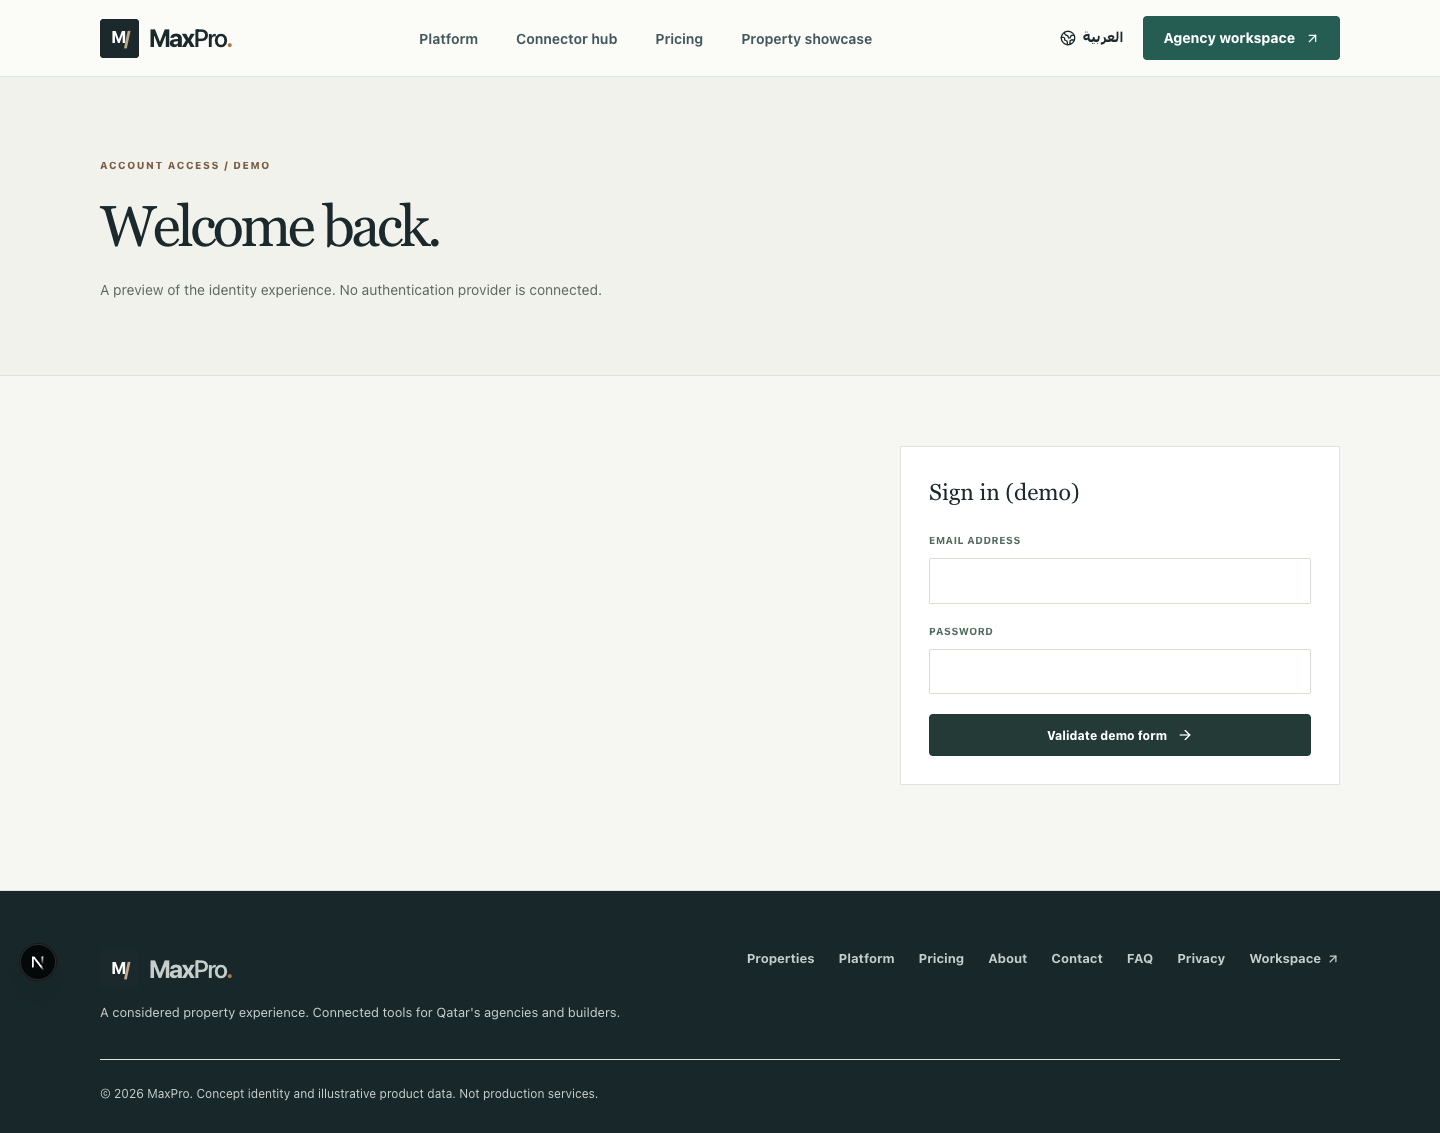 M/ MaxPro.
Platform
Connector hub
Pricing
Property showcase
العربية
Agency workspace
ACCOUNT ACCESS / DEMO
Welcome back.
A preview of the identity experience. No authentication provider is connected.
Sign in (demo)
EMAIL ADDRESS
PASSWORD
Validate demo form
N
M/ MaxPro.
Properties
Platform
Pricing
About
Contact
FAQ
Privacy
Workspace
A considered property experience. Connected tools for Qatar's agencies and builders.
© 2026 MaxPro. Concept identity and illustrative product data. Not production services.